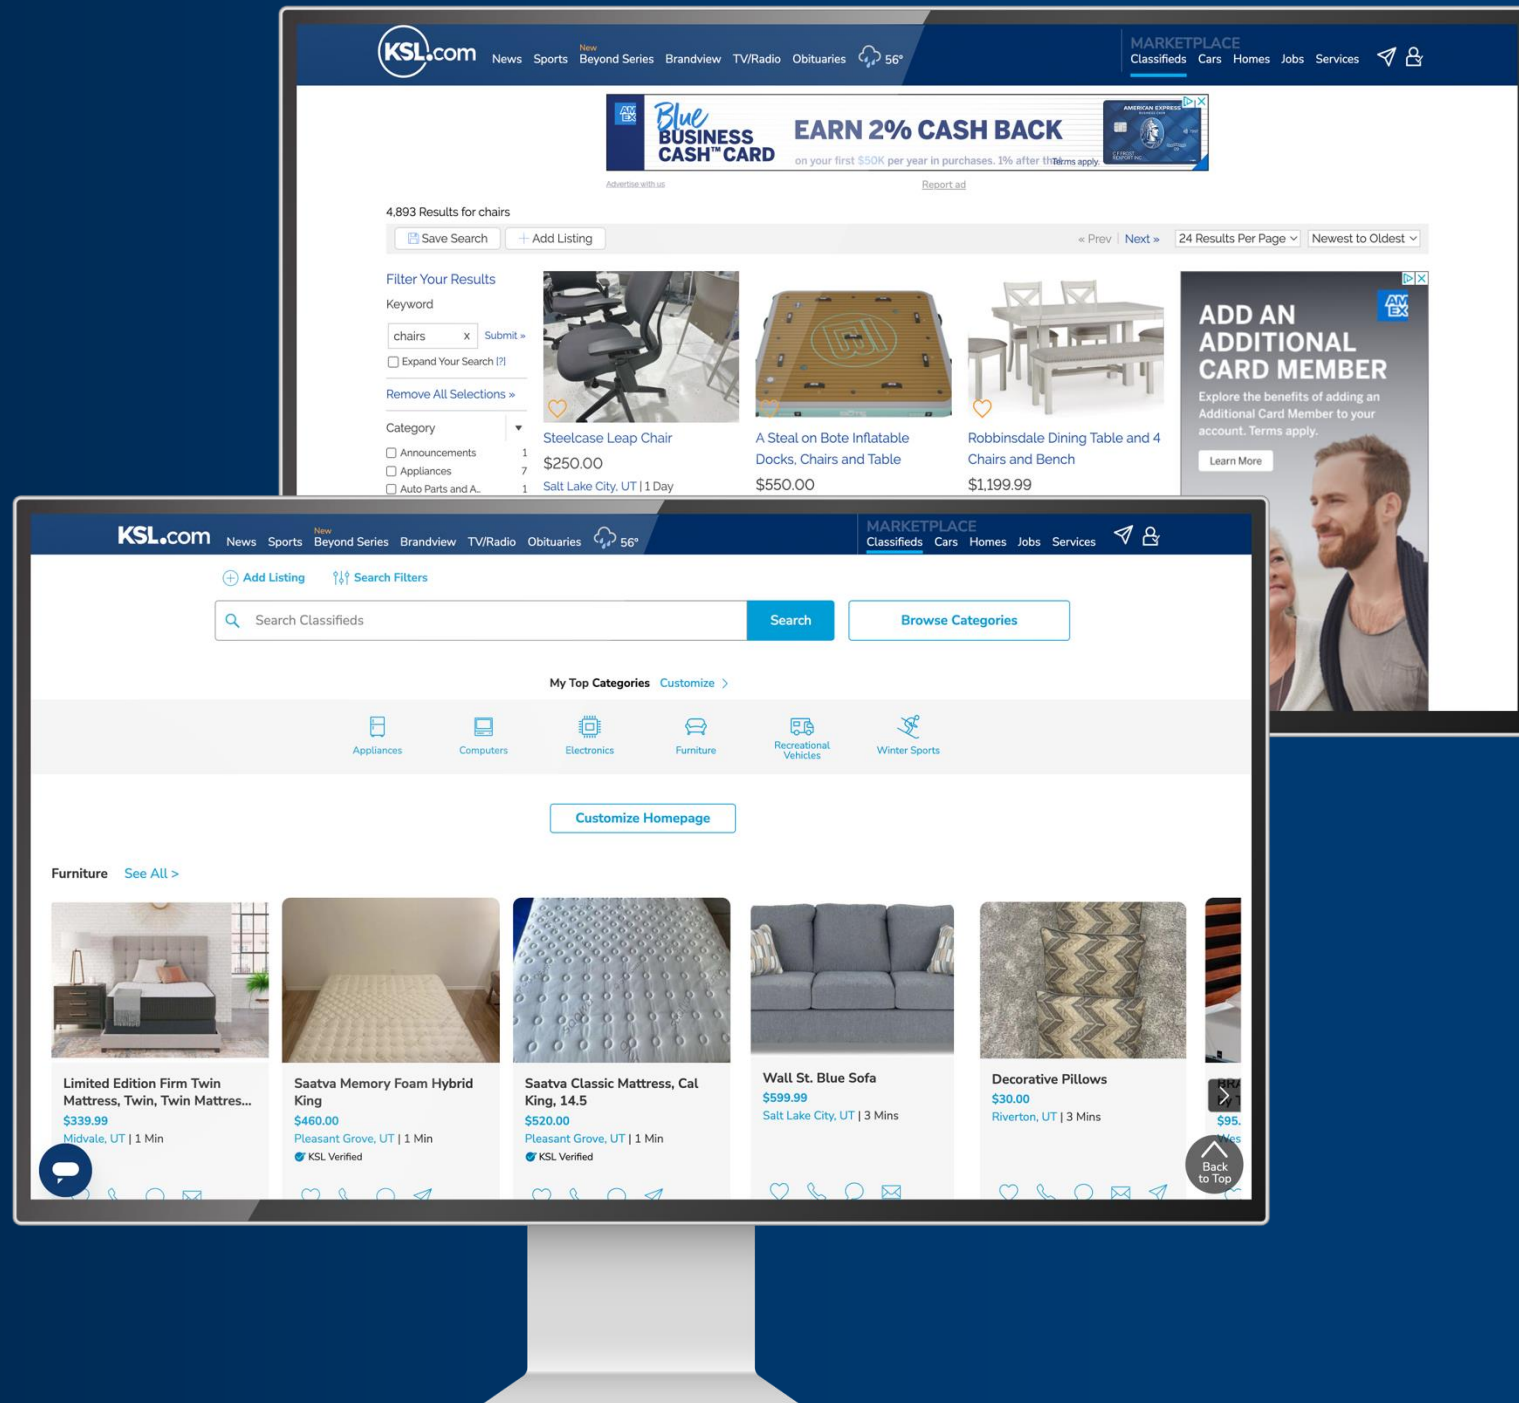 KSL.com
News Sports New Beyond Series Brandview TV/Radio Obituaries 56°
MARKETPLACE
Classifieds Cars Homes Jobs Services
AM EX
Blue
BUSINESS
CASH™ CARD
EARN 2% CASH BACK
on your first $50K per year in purchases. 1% after that
Terms apply.
AMERICAN EXPRESS
Advertise with us
Report ad
4,893 Results for chairs
Save Search + Add Listing
« Prev | Next » 24 Results Per Page Newest to Oldest
Filter Your Results
Keyword
chairs x Submit »
Expand Your Search [?]
Remove All Selections »
Category
Announcements 1
Appliances 7
Auto Parts and A.. 1
Steelcase Leap Chair
$250.00
Salt Lake City, UT | 1 Day
A Steal on Bote Inflatable
Docks, Chairs and Table
$550.00
Robbinsdale Dining Table and 4
Chairs and Bench
$1,199.99
AM EX
ADD AN
ADDITIONAL
CARD MEMBER
Explore the benefits of adding an
Additional Card Member to your
account. Terms apply.
Learn More
KSL.com
News Sports New Beyond Series Brandview TV/Radio Obituaries 56°
MARKETPLACE
Classifieds Cars Homes Jobs Services
Add Listing Search Filters
Search Classifieds Search Browse Categories
My Top Categories Customize >
Appliances
Computers
Electronics
Furniture
Recreational
Vehicles
Winter Sports
Customize Homepage
Furniture See All >
Limited Edition Firm Twin
Mattress, Twin, Twin Mattres...
$339.99
Midvale, UT | 1 Min
Saatva Memory Foam Hybrid
King
$460.00
Pleasant Grove, UT | 1 Min
KSL Verified
Saatva Classic Mattress, Cal
King, 14.5
$520.00
Pleasant Grove, UT | 1 Min
KSL Verified
Wall St. Blue Sofa
$599.99
Salt Lake City, UT | 3 Mins
Decorative Pillows
$30.00
Riverton, UT | 3 Mins
$95.
Wes
Back
to Top